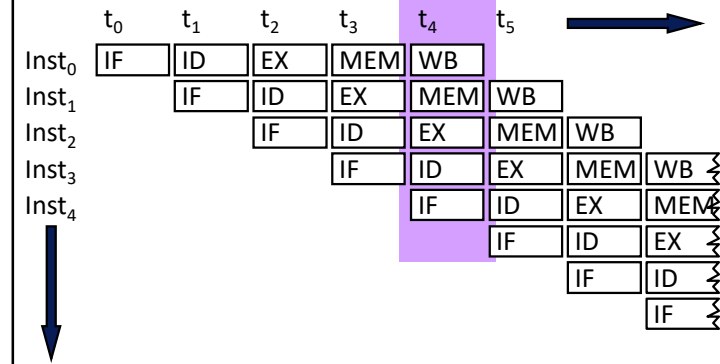 t₀ t₁ t₂ t₃ t₄ t₅
Inst₀ IF ID EX MEM WB
Inst₁ IF ID EX MEM WB
Inst₂ IF ID EX MEM WB
Inst₃ IF ID EX MEM WB
Inst₄ IF ID EX MEM
IF ID EX
IF ID
IF